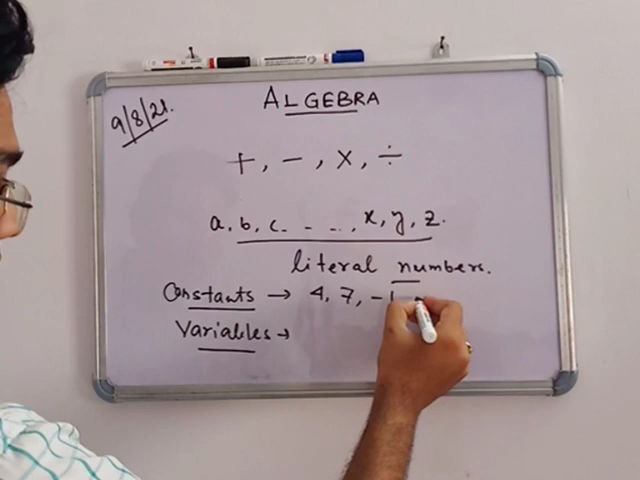 9/8/21.
ALGEBRA
+, -, x, ÷
a, b, c - - - .., x, y, z.
literal numbers.
Constants → 4, 7, -1
Variables →